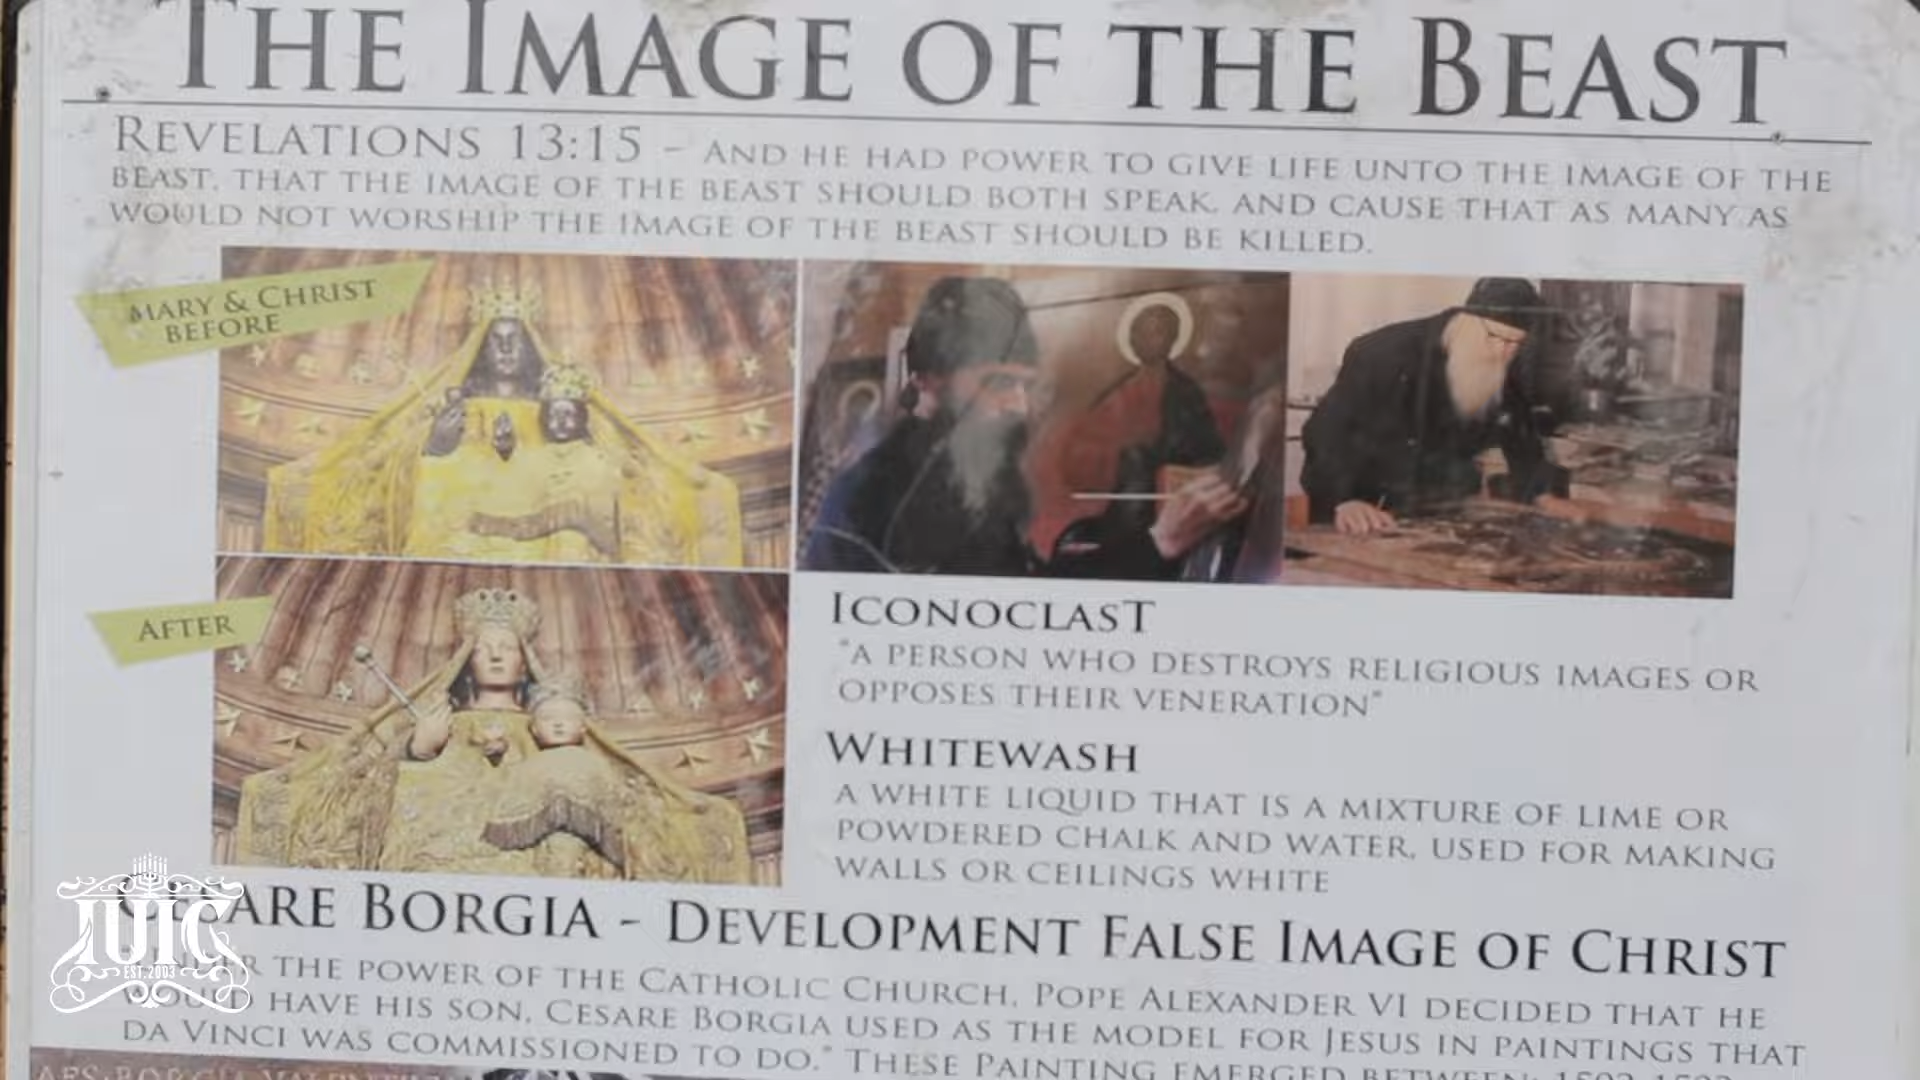 THE IMAGE OF THE BEAST
REVELATIONS 13:15 – AND HE HAD POWER TO GIVE LIFE UNTO THE IMAGE OF THE
BEAST, THAT THE IMAGE OF THE BEAST SHOULD BOTH SPEAK, AND CAUSE THAT AS MANY AS
WOULD NOT WORSHIP THE IMAGE OF THE BEAST SHOULD BE KILLED.
MARY & CHRIST
BEFORE
AFTER
ICONOCLAST
"A PERSON WHO DESTROYS RELIGIOUS IMAGES OR
OPPOSES THEIR VENERATION"
WHITEWASH
A WHITE LIQUID THAT IS A MIXTURE OF LIME OR
POWDERED CHALK AND WATER, USED FOR MAKING
WALLS OR CEILINGS WHITE
CESARE BORGIA - DEVELOPMENT FALSE IMAGE OF CHRIST
THE POWER OF THE CATHOLIC CHURCH, POPE ALEXANDER VI DECIDED THAT HE
WOULD HAVE HIS SON, CESARE BORGIA USED AS THE MODEL FOR JESUS IN PAINTINGS THAT
DA VINCI WAS COMMISSIONED TO DO." THESE PAINTING EMERGED BETWEEN:
IUIC
EST. 2003